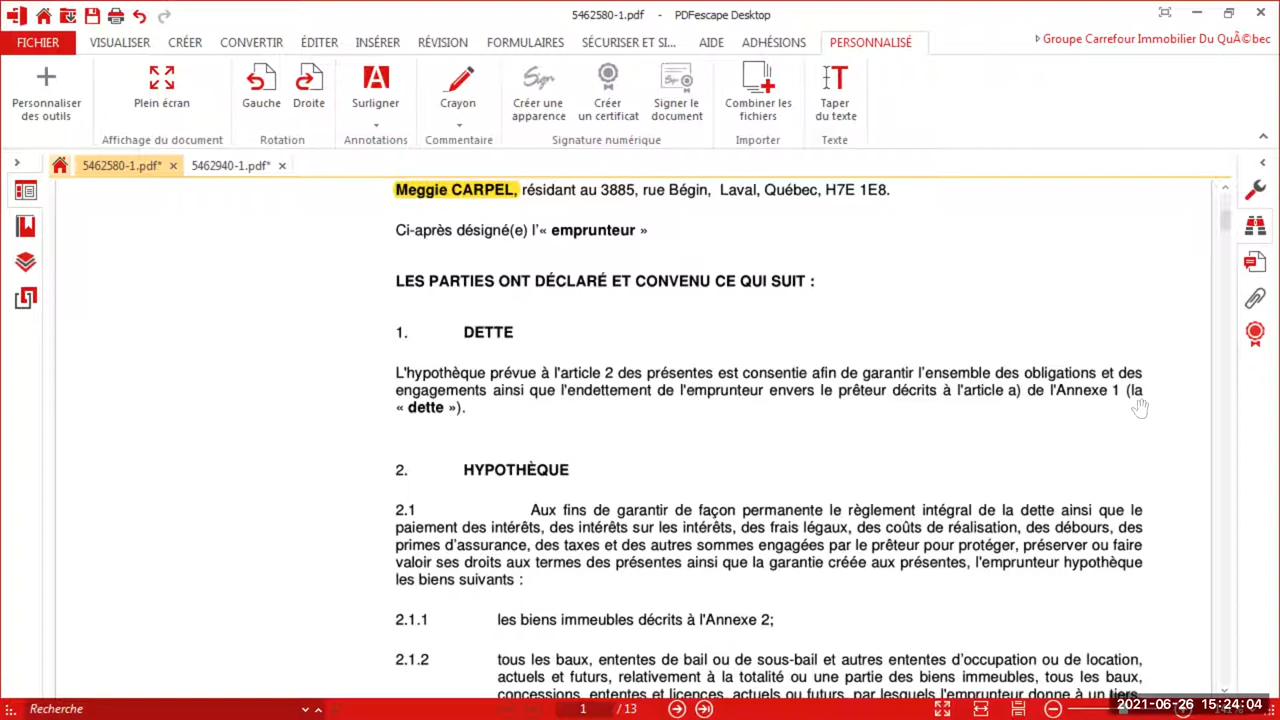 5462580-1.pdf - PDFescape Desktop
FICHIER VISUALISER CRÉER CONVERTIR ÉDITER INSÉRER RÉVISION FORMULAIRES SÉCURISER ET SI... AIDE ADHÉSIONS PERSONNALISÉ Groupe Carrefour Immobilier Du QuÃ©bec
Personnaliser des outils
Plein écran
Gauche Droite
Surligner
Crayon
Créer une apparence
Créer un certificat
Signer le document
Combiner les fichiers
Taper du texte
Affichage du document Rotation Annotations Commentaire Signature numérique Importer Texte
5462580-1.pdf* 5462940-1.pdf*
Meggie CARPEL, résidant au 3885, rue Bégin, Laval, Québec, H7E 1E8.
Ci-après désigné(e) l'« emprunteur »
LES PARTIES ONT DÉCLARÉ ET CONVENU CE QUI SUIT :
1. DETTE
L'hypothèque prévue à l'article 2 des présentes est consentie afin de garantir l'ensemble des obligations et des
engagements ainsi que l'endettement de l'emprunteur envers le prêteur décrits à l'article a) de l'Annexe 1 (la
« dette »).
2. HYPOTHÈQUE
2.1 Aux fins de garantir de façon permanente le règlement intégral de la dette ainsi que le
paiement des intérêts, des intérêts sur les intérêts, des frais légaux, des coûts de réalisation, des débours, des
primes d'assurance, des taxes et des autres sommes engagées par le prêteur pour protéger, préserver ou faire
valoir ses droits aux termes des présentes ainsi que la garantie créée aux présentes, l'emprunteur hypothèque
les biens suivants :
2.1.1 les biens immeubles décrits à l'Annexe 2;
2.1.2 tous les baux, ententes de bail ou de sous-bail et autres ententes d'occupation ou de location,
actuels et futurs, relativement à la totalité ou une partie des biens immeubles, tous les baux,
concessions, ententes et licences, actuels ou futurs, par lesquels l'emprunteur donne à un tiers,
Recherche 1 / 13 2021-06-26 15:24:04